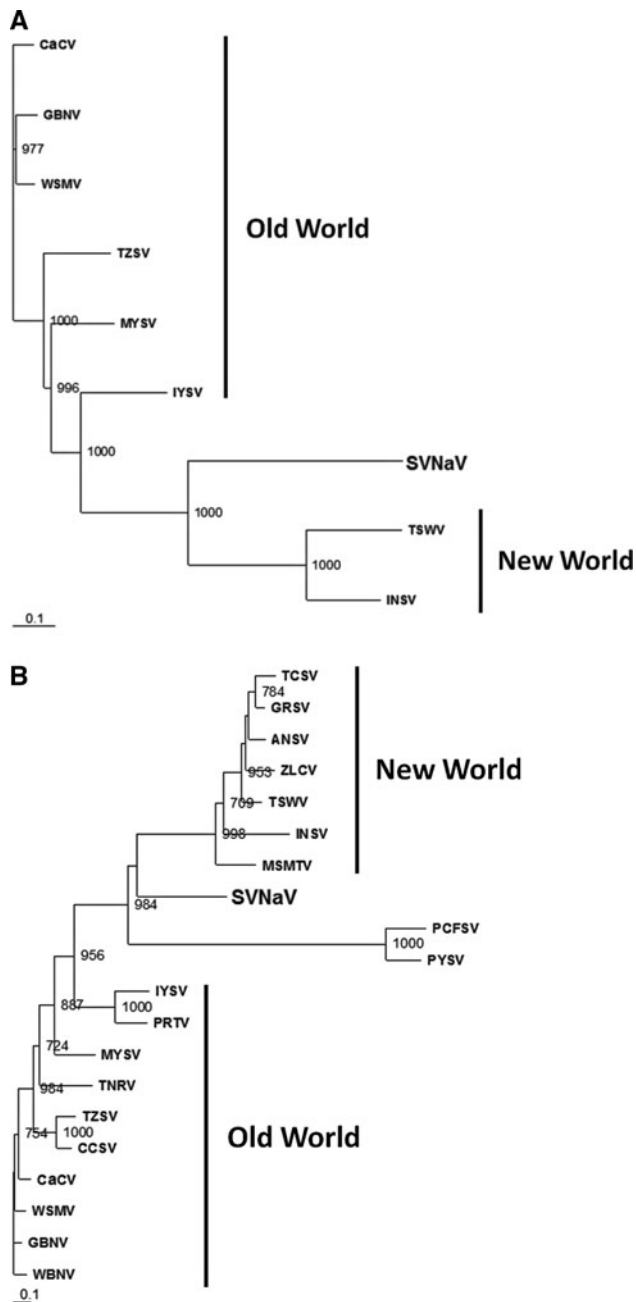 A
CaCV
GBNV
977
WSMV
Old World
TZSV
1000
MYSV
996
IYSV
1000
SVNaV
1000
TSWV
1000
New World
INSV
0.1
B
TCSV
784
GRSV
ANSV
New World
953
ZLCV
709
TSWV
998
INSV
MSMTV
984
SVNaV
PCFSV
1000
PYSV
956
IYSV
887
1000
PRTV
724
MYSV
984
TNRV
TZSV
754
1000
Old World
CCSV
CaCV
WSMV
GBNV
WBNV
0.1